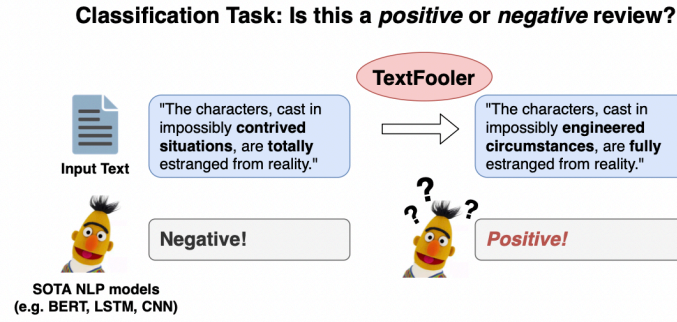 Classification Task: Is this a positive or negative review?
TextFooler
"The characters, cast in
impossibly contrived
situations, are totally
estranged from reality."
"The characters, cast in
impossibly engineered
circumstances, are fully
estranged from reality."
Input Text
?
? ?
Negative!
Positive!
SOTA NLP models
(e.g. BERT, LSTM, CNN)